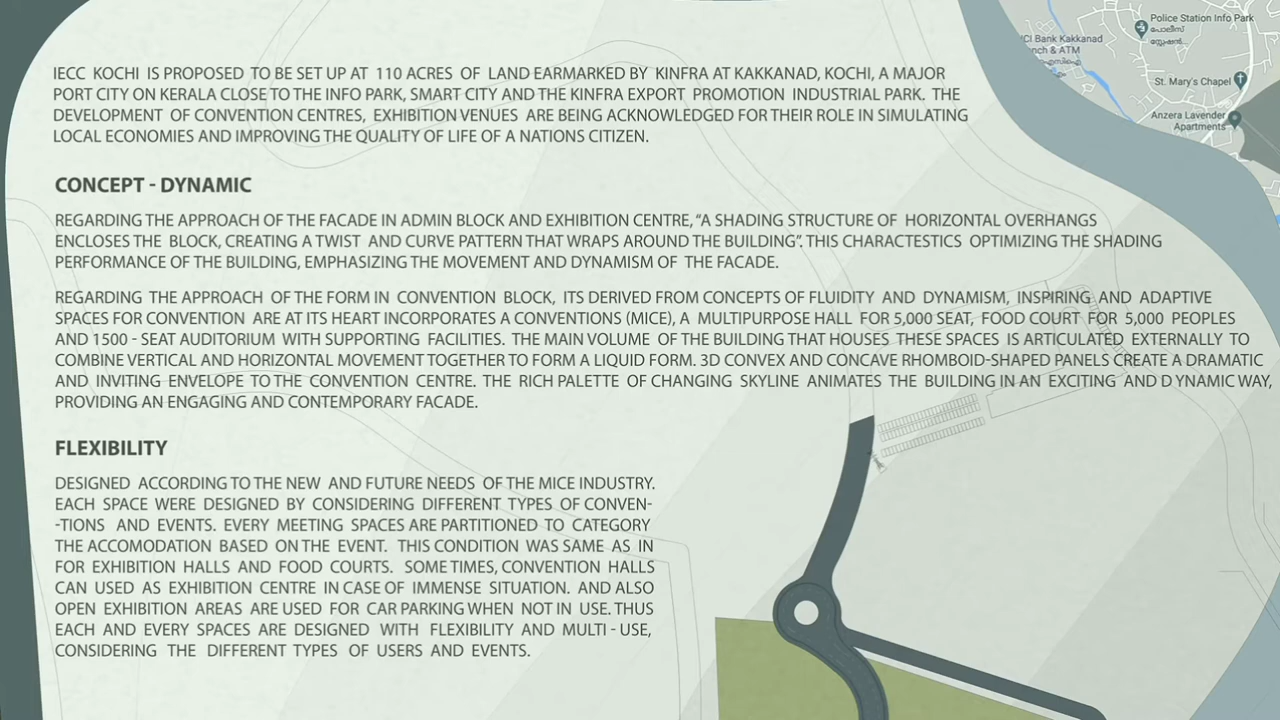 IECC KOCHI IS PROPOSED TO BE SET UP AT 110 ACRES OF LAND EARMARKED BY KINFRA AT KAKKANAD, KOCHI, A MAJOR
PORT CITY ON KERALA CLOSE TO THE INFO PARK, SMART CITY AND THE KINFRA EXPORT PROMOTION INDUSTRIAL PARK. THE
DEVELOPMENT OF CONVENTION CENTRES, EXHIBITION VENUES ARE BEING ACKNOWLEDGED FOR THEIR ROLE IN SIMULATING
LOCAL ECONOMIES AND IMPROVING THE QUALITY OF LIFE OF A NATIONS CITIZEN.
CONCEPT - DYNAMIC
REGARDING THE APPROACH OF THE FACADE IN ADMIN BLOCK AND EXHIBITION CENTRE, “A SHADING STRUCTURE OF HORIZONTAL OVERHANGS
ENCLOSES THE BLOCK, CREATING A TWIST AND CURVE PATTERN THAT WRAPS AROUND THE BUILDING”. THIS CHARACTESTICS OPTIMIZING THE SHADING
PERFORMANCE OF THE BUILDING, EMPHASIZING THE MOVEMENT AND DYNAMISM OF THE FACADE.
REGARDING THE APPROACH OF THE FORM IN CONVENTION BLOCK, ITS DERIVED FROM CONCEPTS OF FLUIDITY AND DYNAMISM, INSPIRING AND ADAPTIVE
SPACES FOR CONVENTION ARE AT ITS HEART INCORPORATES A CONVENTIONS (MICE), A MULTIPURPOSE HALL FOR 5,000 SEAT, FOOD COURT FOR 5,000 PEOPLES
AND 1500 - SEAT AUDITORIUM WITH SUPPORTING FACILITIES. THE MAIN VOLUME OF THE BUILDING THAT HOUSES THESE SPACES IS ARTICULATED EXTERNALLY TO
COMBINE VERTICAL AND HORIZONTAL MOVEMENT TOGETHER TO FORM A LIQUID FORM. 3D CONVEX AND CONCAVE RHOMBOID-SHAPED PANELS CREATE A DRAMATIC
AND INVITING ENVELOPE TO THE CONVENTION CENTRE. THE RICH PALETTE OF CHANGING SKYLINE ANIMATES THE BUILDING IN AN EXCITING AND D YNAMIC WAY,
PROVIDING AN ENGAGING AND CONTEMPORARY FACADE.
FLEXIBILITY
DESIGNED ACCORDING TO THE NEW AND FUTURE NEEDS OF THE MICE INDUSTRY.
EACH SPACE WERE DESIGNED BY CONSIDERING DIFFERENT TYPES OF CONVEN-
-TIONS AND EVENTS. EVERY MEETING SPACES ARE PARTITIONED TO CATEGORY
THE ACCOMODATION BASED ON THE EVENT. THIS CONDITION WAS SAME AS IN
FOR EXHIBITION HALLS AND FOOD COURTS. SOME TIMES, CONVENTION HALLS
CAN USED AS EXHIBITION CENTRE IN CASE OF IMMENSE SITUATION. AND ALSO
OPEN EXHIBITION AREAS ARE USED FOR CAR PARKING WHEN NOT IN USE. THUS
EACH AND EVERY SPACES ARE DESIGNED WITH FLEXIBILITY AND MULTI - USE,
CONSIDERING THE DIFFERENT TYPES OF USERS AND EVENTS.
Police Station Info Park
പോലീസ്
സ്റ്റേഷൻ...
ICI Bank Kakkanad
nch & ATM
St. Mary's Chapel
Anzera Lavender
Apartments